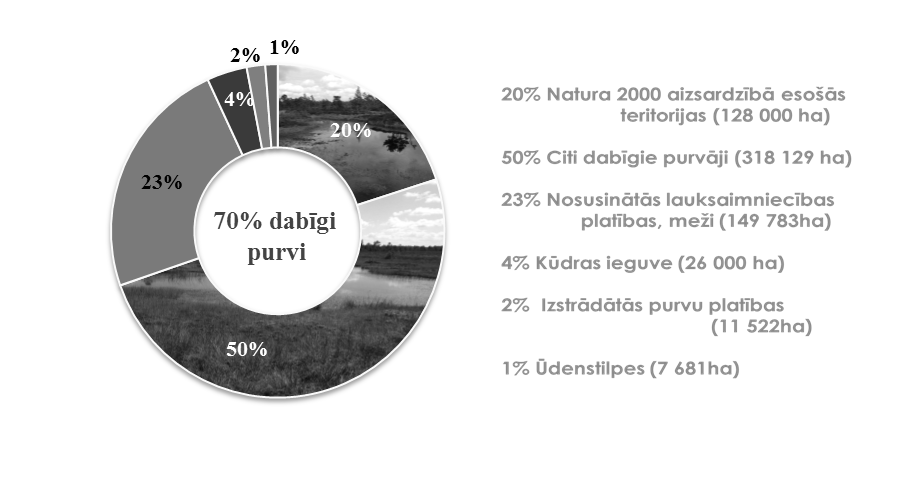 2%
1%
4%
20%
23%
70% dabīgi
purvi
50%
20% Natura 2000 aizsardzībā esošās
teritorijas (128 000 ha)
50% Citi dabīgie purvāji (318 129 ha)
23% Nosusinātās lauksaimniecības
platības, meži (149 783ha)
4% Kūdras ieguve (26 000 ha)
2% Izstrādātās purvu platības
(11 522ha)
1% Ūdenstilpes (7 681ha)